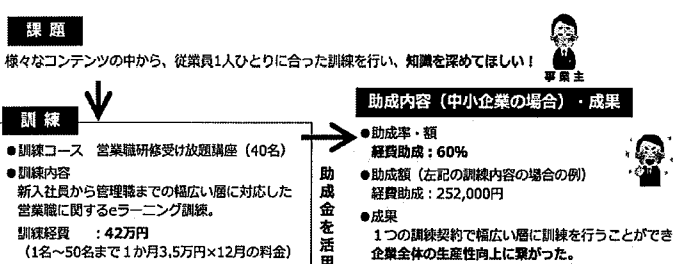 課題
様々なコンテンツの中から、従業員1人ひとりに合った訓練を行い、知識を深めてほしい！
事業主
訓練
●訓練コース　営業職研修受け放題講座（40名）
●訓練内容
新入社員から管理職までの幅広い層に対応した
営業職に関するeラーニング訓練。
訓練経費　：42万円
（1名〜50名まで1か月3.5万円×12月の料金）
助成金を活用
助成内容（中小企業の場合）・成果
●助成率・額
経費助成：60%
●助成額（左記の訓練内容の場合の例）
経費助成：252,000円
●成果
１つの訓練契約で幅広い層に訓練を行うことができ
企業全体の生産性向上に繋がった。